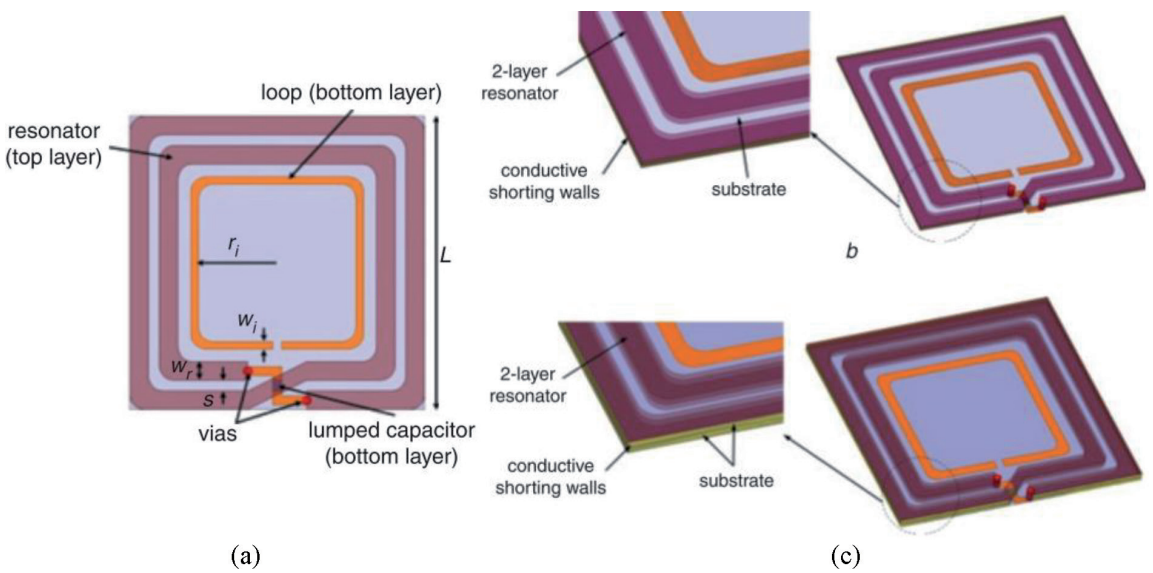 loop (bottom layer)
resonator
(top layer)
r_i
L
w_i
w_r
s
vias
lumped capacitor
(bottom layer)
(a)
c
2-layer
resonator
conductive
shorting walls
substrate
b
2-layer
resonator
conductive
shorting walls
substrate
(c)